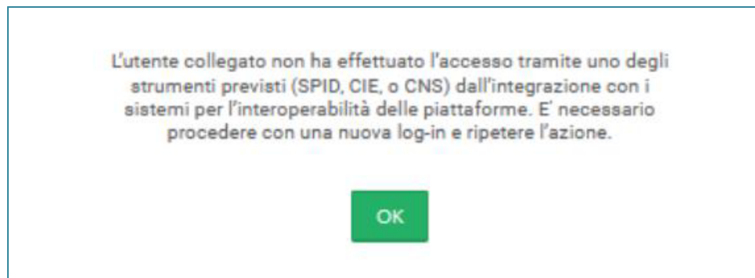 L'utente collegato non ha effettuato l'accesso tramite uno degli
strumenti previsti (SPID, CIE, o CNS) dall'integrazione con i
sistemi per l'interoperabilità delle piattaforme. E' necessario
procedere con una nuova log-in e ripetere l'azione.
OK